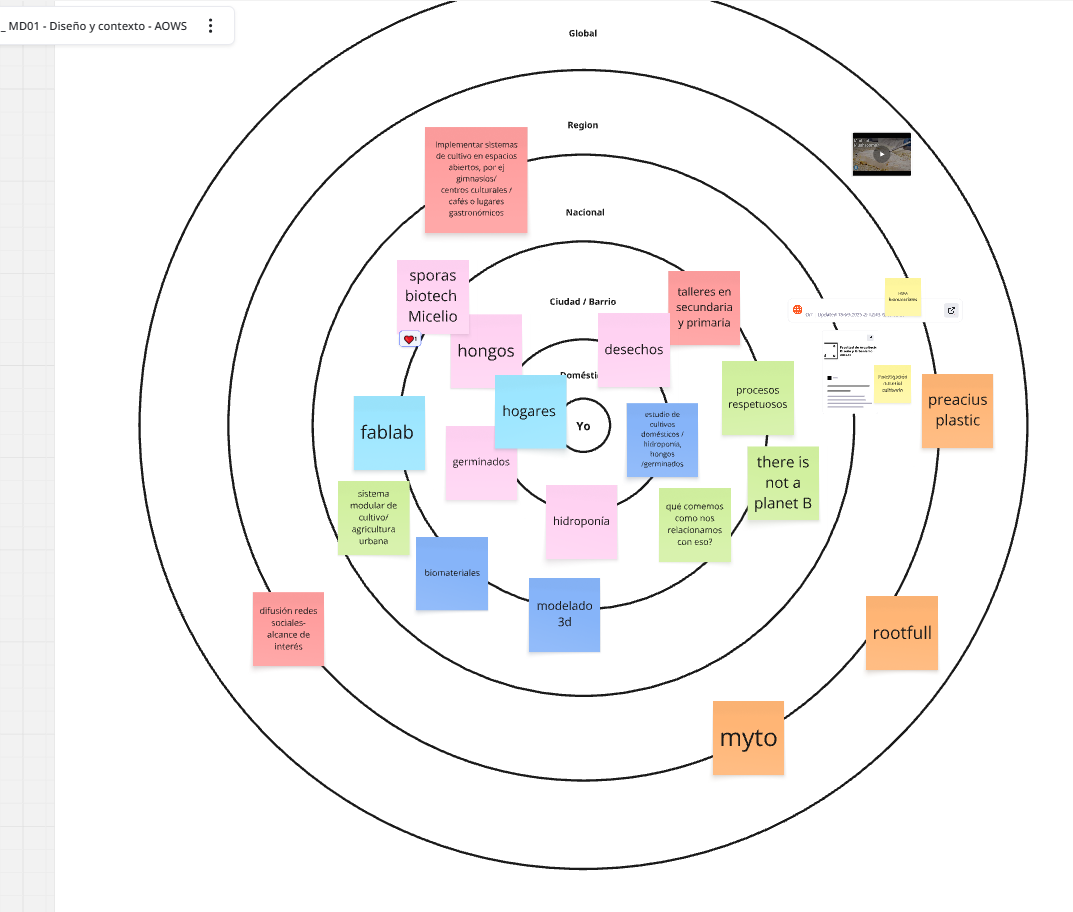 _ MD01 - Diseño y contexto - AOWS
Global
Region
implementar sistemas
de cultivo en espacios
abiertos, por ej
gimnasios/
centros culturales /
cafés o lugares
gastronómicos
Nacional
sporas
biotech
Micelio
talleres en
secundaria
y primaria
Ciudad / Barrio
hongos
desechos
Doméstic
hogares
Yo
procesos
respetuosos
preacius
plastic
fablab
estudio de
cultivos
domésticos /
hidroponia,
hongos
/germinados
germinados
there is
not a
planet B
sistema
modular de
cultivo/
agricultura
urbana
hidroponía
qué comemos
como nos
relacionamos
con eso?
biomateriales
modelado
3d
difusión redes
sociales-
alcance de
interés
rootfull
myto
investigación
material
cultivado